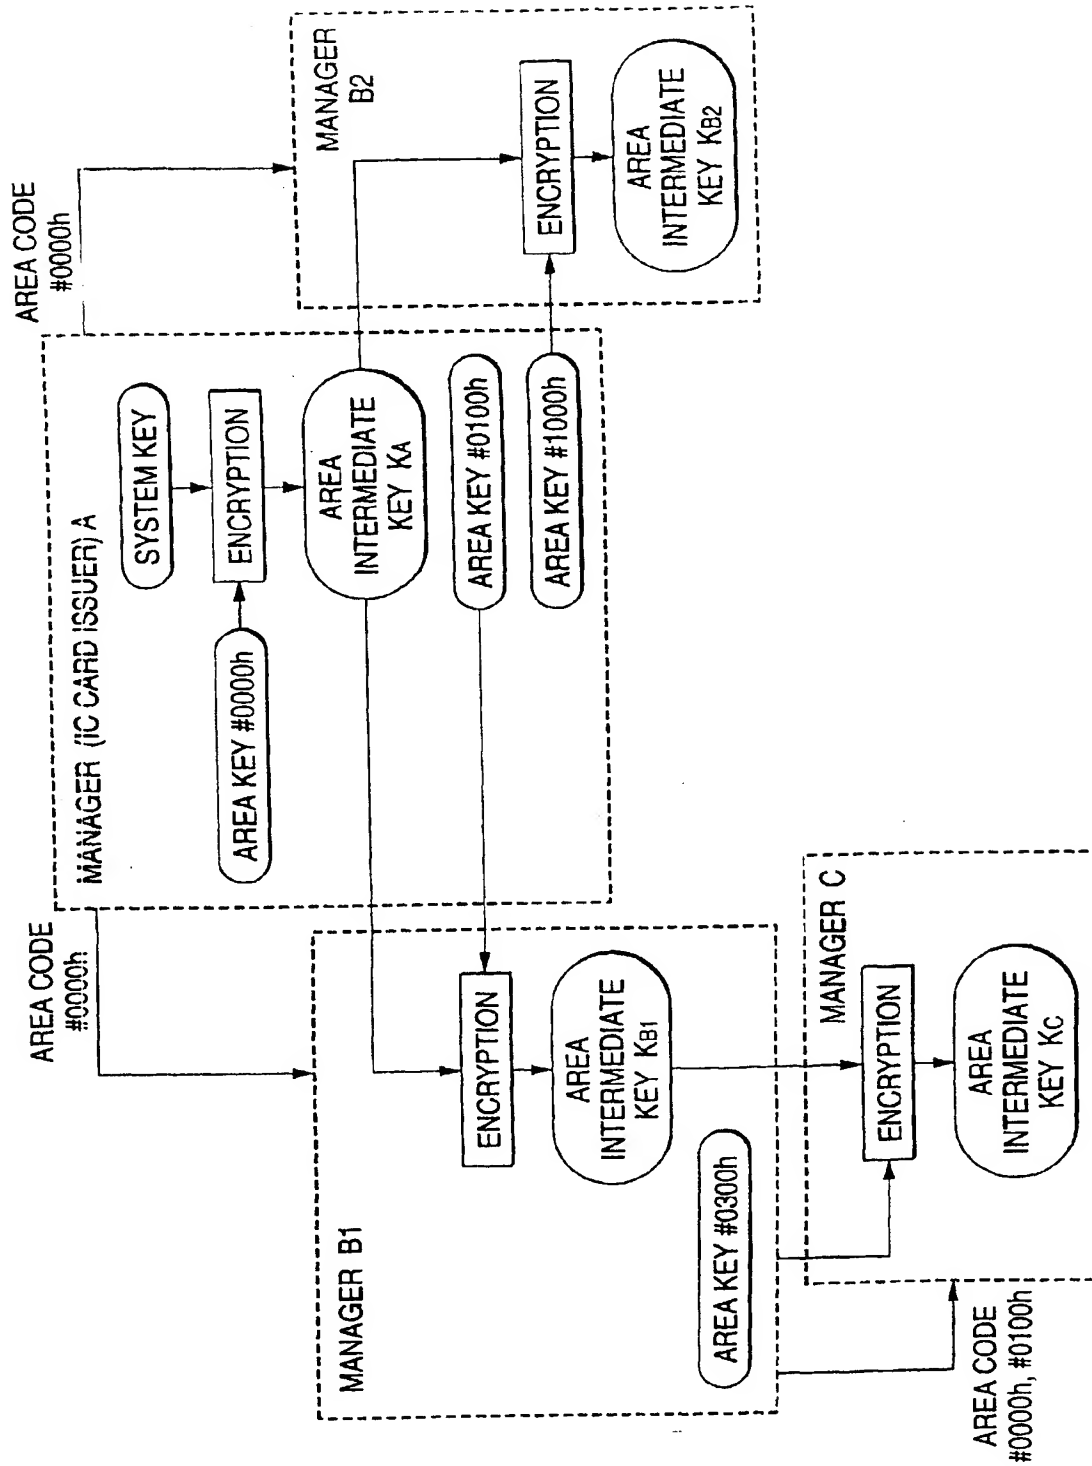 AREA CODE
#0000h
AREA CODE
#0000h
MANAGER (IC CARD ISSUER) A
SYSTEM KEY
AREA KEY #0000h
ENCRYPTION
AREA
INTERMEDIATE
KEY KA
AREA KEY #0100h
AREA KEY #1000h
MANAGER B1
ENCRYPTION
AREA
INTERMEDIATE
KEY KB1
AREA KEY #0300h
MANAGER
B2
ENCRYPTION
AREA
INTERMEDIATE
KEY KB2
AREA CODE
#0000h, #0100h
MANAGER C
ENCRYPTION
AREA
INTERMEDIATE
KEY KC